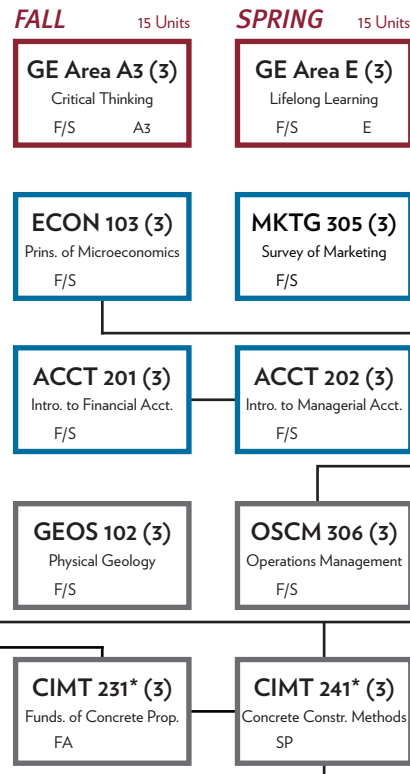 FALL 15 Units
SPRING 15 Units
GE Area A3 (3)
Critical Thinking
F/S A3
GE Area E (3)
Lifelong Learning
F/S E
ECON 103 (3)
Prins. of Microeconomics
F/S
MKTG 305 (3)
Survey of Marketing
F/S
ACCT 201 (3)
Intro. to Financial Acct.
F/S
ACCT 202 (3)
Intro. to Managerial Acct.
F/S
GEOS 102 (3)
Physical Geology
F/S
OSCM 306 (3)
Operations Management
F/S
CIMT 231* (3)
Funds. of Concrete Prop.
FA
CIMT 241* (3)
Concrete Constr. Methods
SP